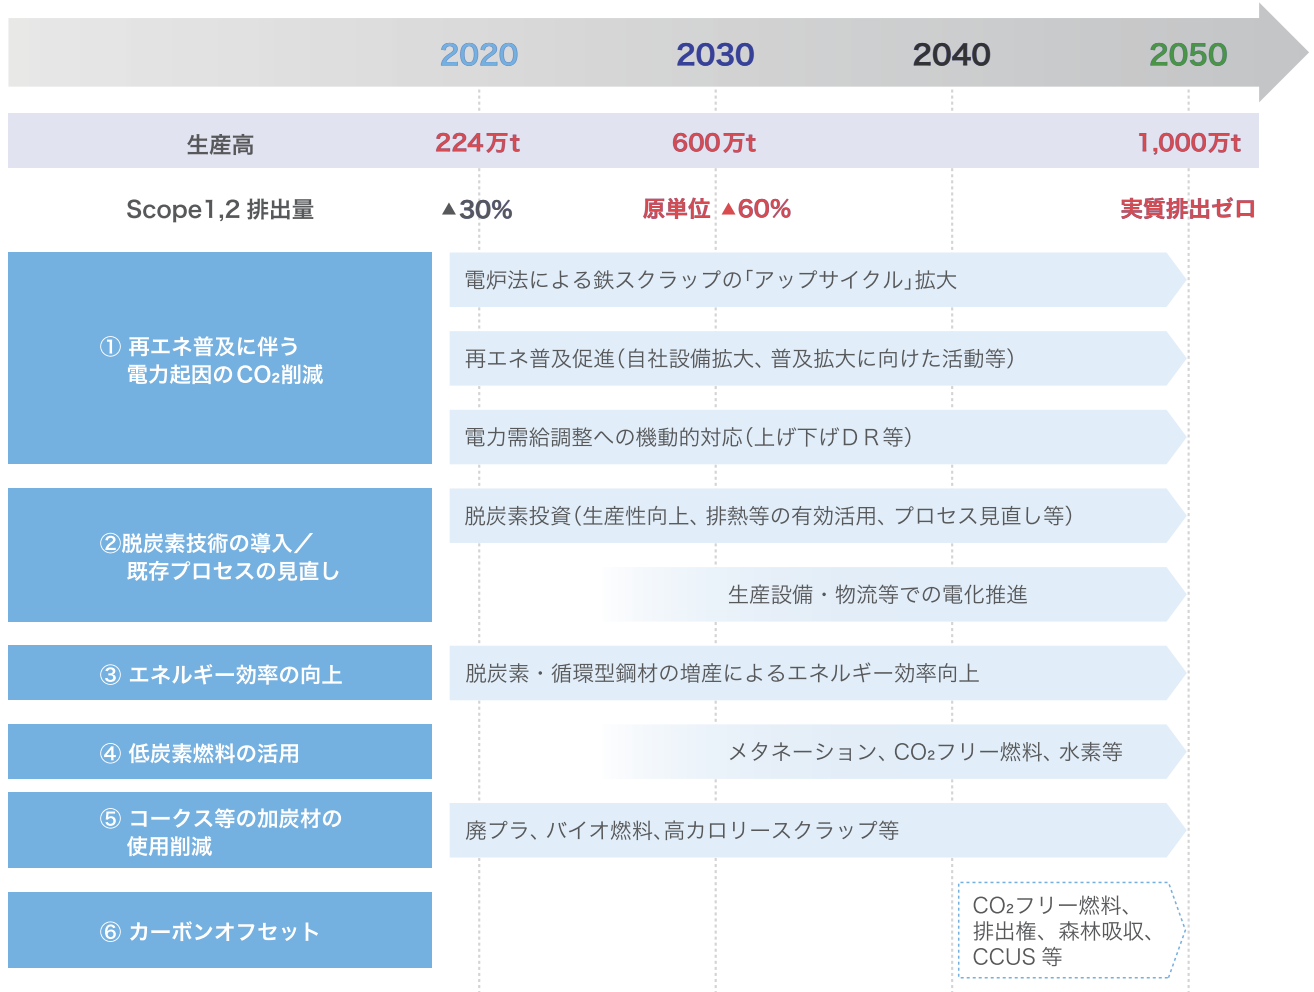 2020 2030 2040 2050
生産高 224万t 600万t 1,000万t
Scope1,2 排出量 ▲30% 原単位 ▲60% 実質排出ゼロ
① 再エネ普及に伴う
電力起因のCO₂削減
電炉法による鉄スクラップの「アップサイクル」拡大
再エネ普及促進（自社設備拡大、普及拡大に向けた活動等）
電力需給調整への機動的対応（上げ下げＤＲ等）
②脱炭素技術の導入／
既存プロセスの見直し
脱炭素投資（生産性向上、排熱等の有効活用、プロセス見直し等）
生産設備・物流等での電化推進
③ エネルギー効率の向上
脱炭素・循環型鋼材の増産によるエネルギー効率向上
④ 低炭素燃料の活用
メタネーション、CO₂フリー燃料、水素等
⑤ コークス等の加炭材の
使用削減
廃プラ、バイオ燃料、高カロリースクラップ等
⑥ カーボンオフセット
CO₂フリー燃料、
排出権、森林吸収、
CCUS 等